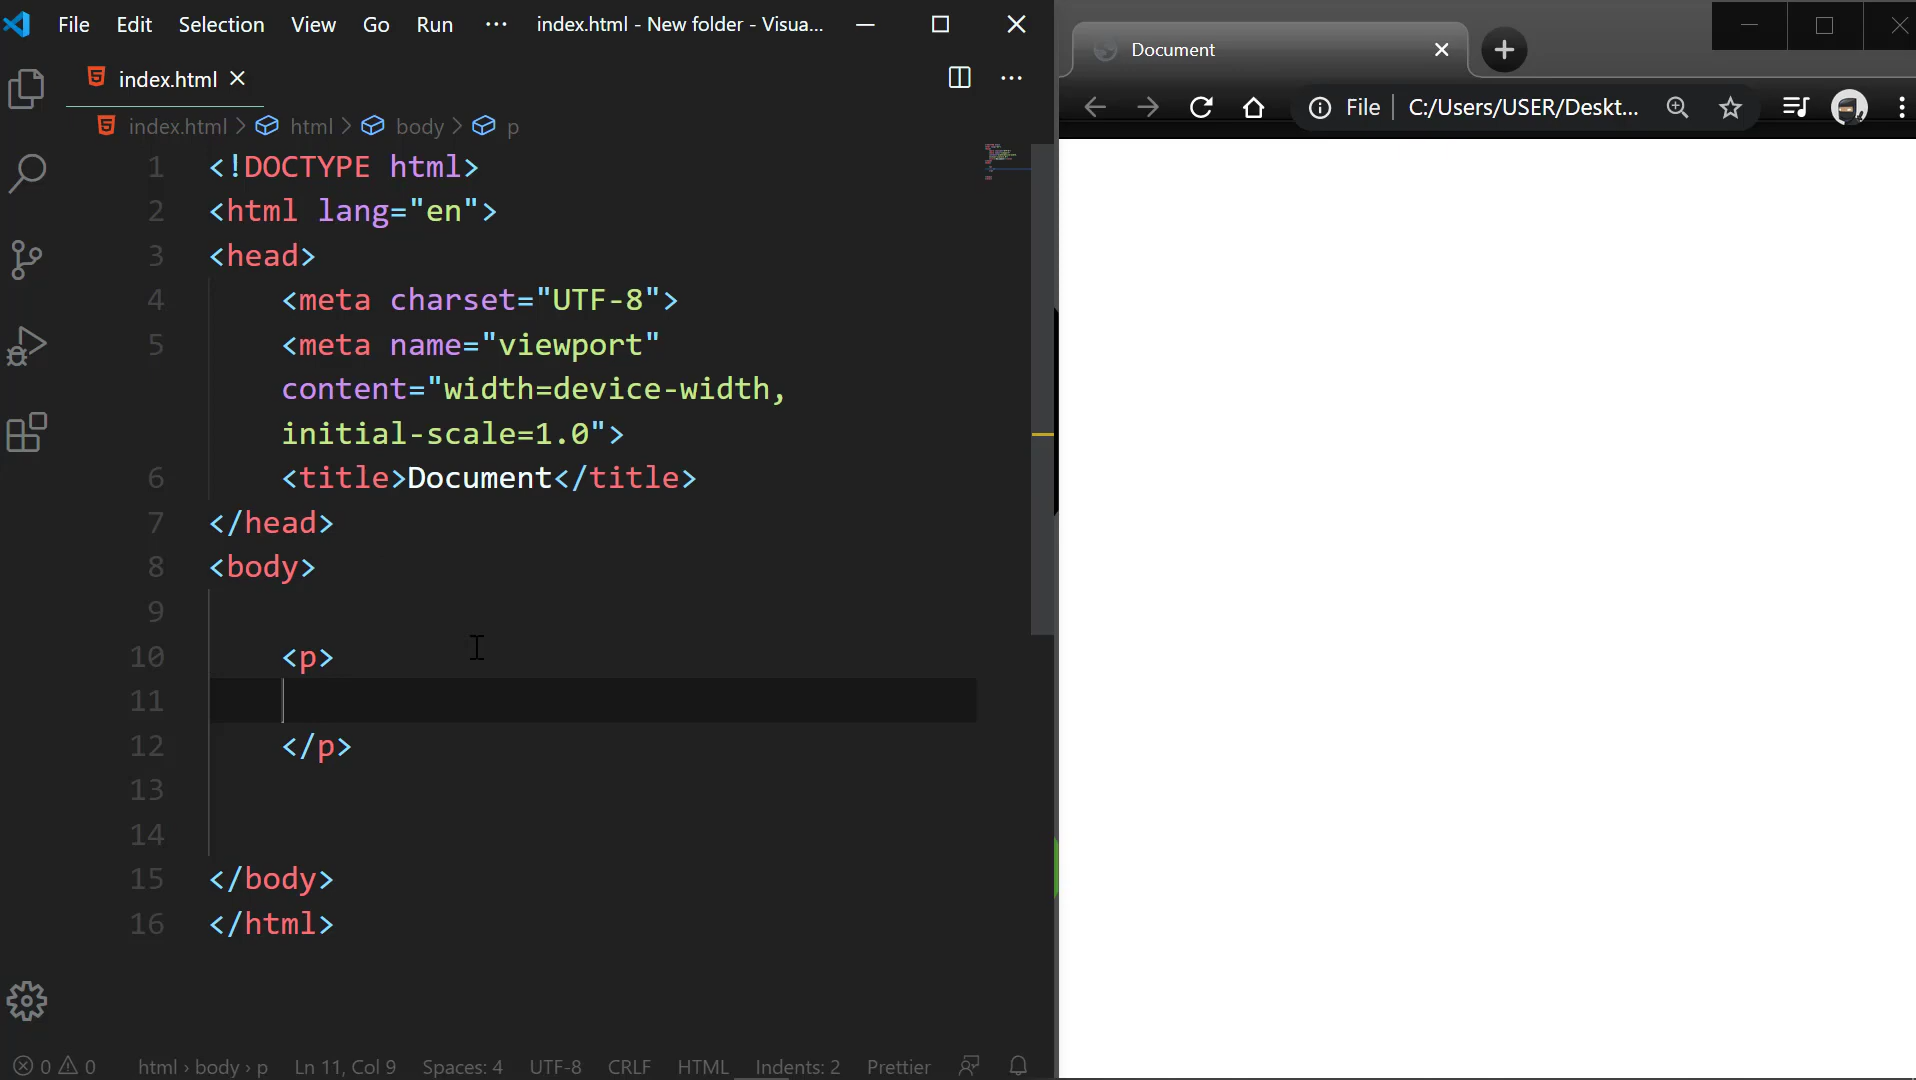 File Edit Selection View Go Run ··· index.html - New folder - Visua...
index.html
index.html > html > body > p
1 <!DOCTYPE html>
2 <html lang="en">
3 <head>
4 <meta charset="UTF-8">
5 <meta name="viewport"
content="width=device-width,
initial-scale=1.0">
6 <title>Document</title>
7 </head>
8 <body>
9
10 <p>
11
12 </p>
13
14
15 </body>
16 </html>
0 0 html › body › p Ln 11, Col 9 Spaces: 4 UTF-8 CRLF HTML Indents: 2 Prettier
Document
File C:/Users/USER/Deskt...